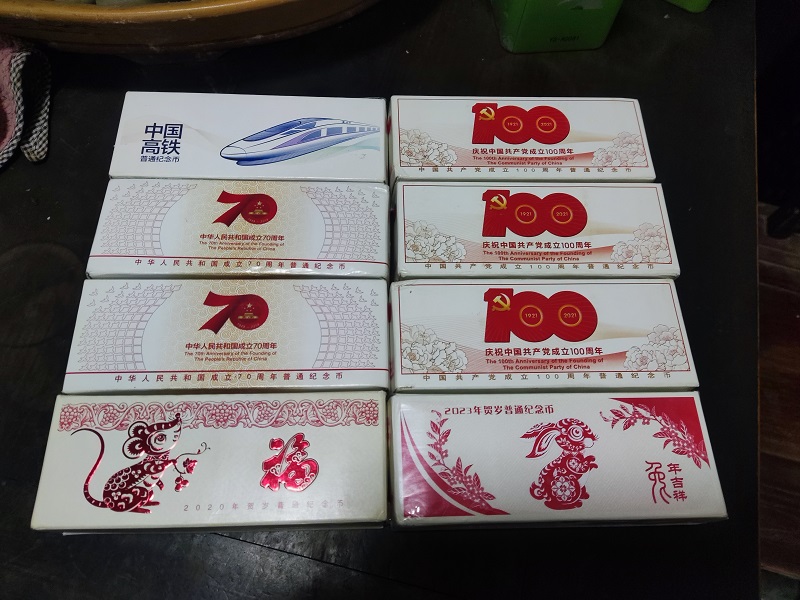 中国
高铁
普通纪念币
100
1921 2021
庆祝中国共产党成立100周年
The 100th Anniversary of the Founding of
The Communist Party of China
中国共产党成立100周年普通纪念币
70
中华人民共和国成立70周年
The 70th Anniversary of the Founding of
The People's Republic of China
中华人民共和国成立70周年普通纪念币
100
1921 2021
庆祝中国共产党成立100周年
The 100th Anniversary of the Founding of
The Communist Party of China
中国共产党成立100周年普通纪念币
70
中华人民共和国成立70周年
The 70th Anniversary of the Founding of
The People's Republic of China
中华人民共和国成立70周年普通纪念币
100
1921 2021
庆祝中国共产党成立100周年
The 100th Anniversary of the Founding of
The Communist Party of China
中国共产党成立100周年普通纪念币
福
2020年贺岁普通纪念币
2023年贺岁普通纪念币
兔
年吉祥